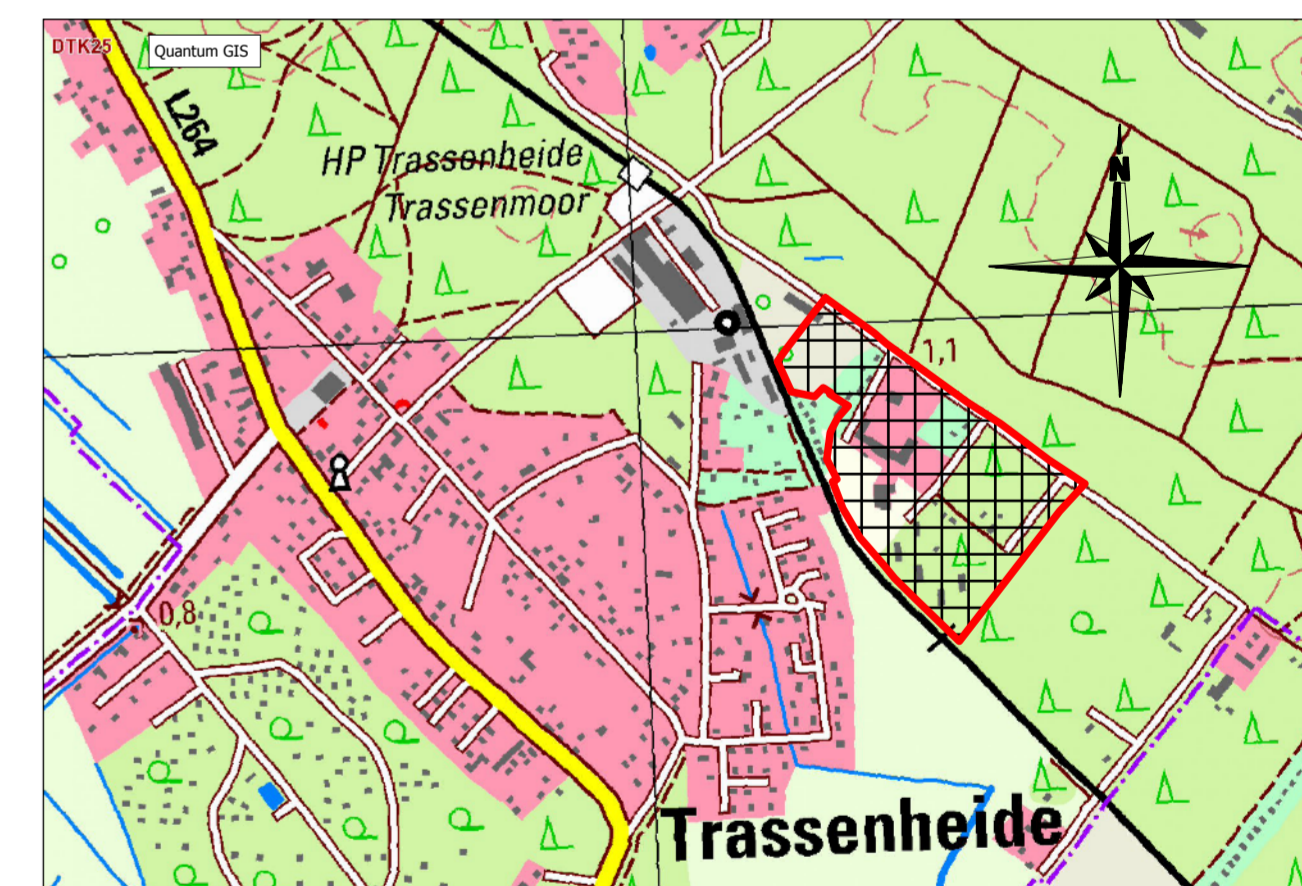 DTK25
Quantum GIS
L264
HP Trassenheide
Trassenmoor
N
1,1
0,8
Trassenheide